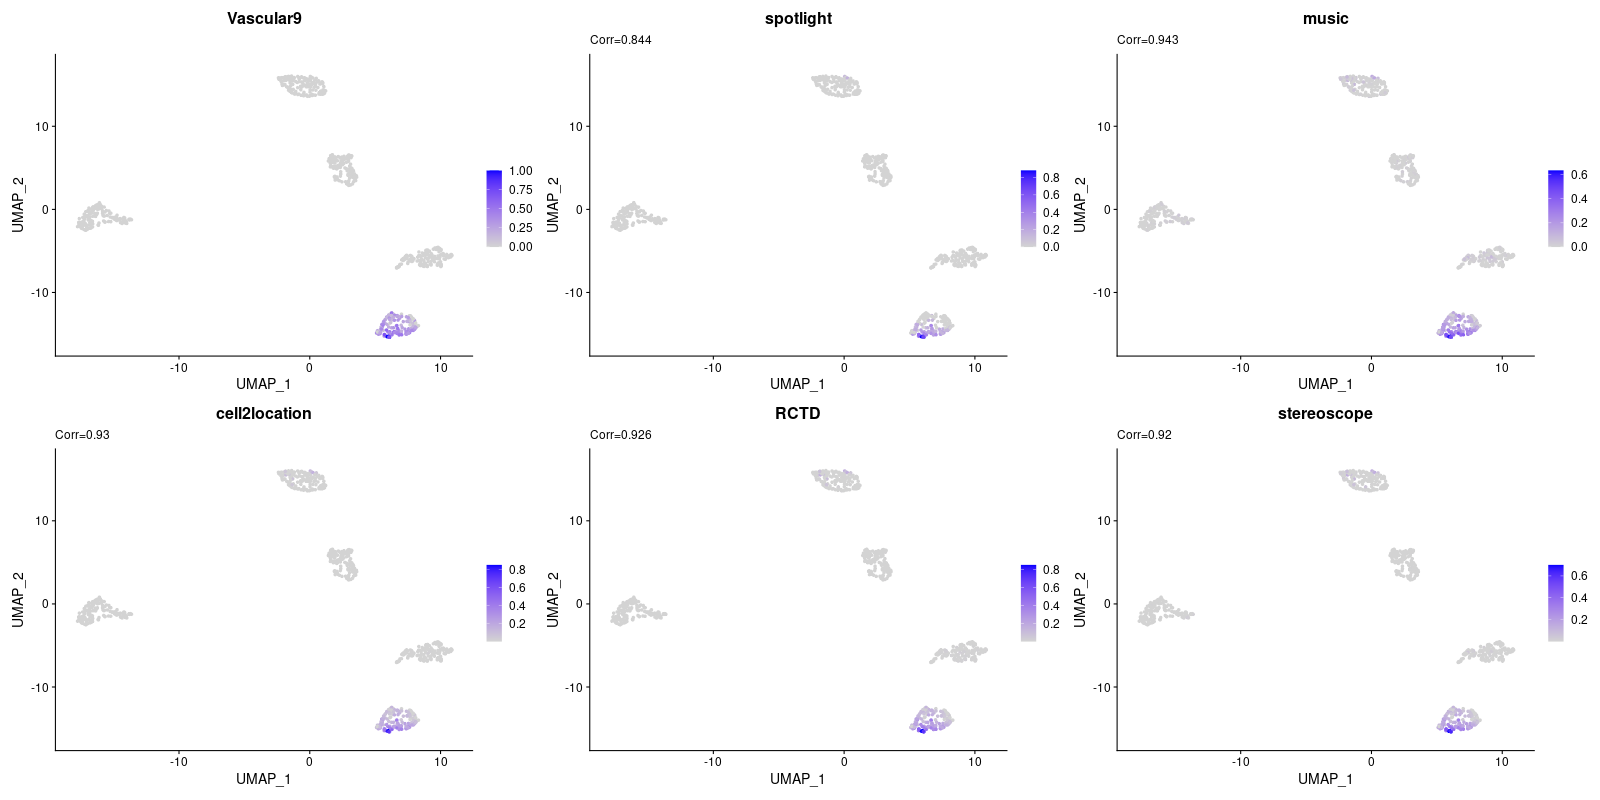 Vascular9
10
0
-10
UMAP_2
-10
0
10
UMAP_1
1.00
0.75
0.50
0.25
0.00
spotlight
Corr=0.844
10
0
-10
UMAP_2
-10
0
10
UMAP_1
0.8
0.6
0.4
0.2
0.0
music
Corr=0.943
10
0
-10
UMAP_2
-10
0
10
UMAP_1
0.6
0.4
0.2
0.0
cell2location
Corr=0.93
10
0
-10
UMAP_2
-10
0
10
UMAP_1
0.8
0.6
0.4
0.2
RCTD
Corr=0.926
10
0
-10
UMAP_2
-10
0
10
UMAP_1
0.8
0.6
0.4
0.2
stereoscope
Corr=0.92
10
0
-10
UMAP_2
-10
0
10
UMAP_1
0.6
0.4
0.2